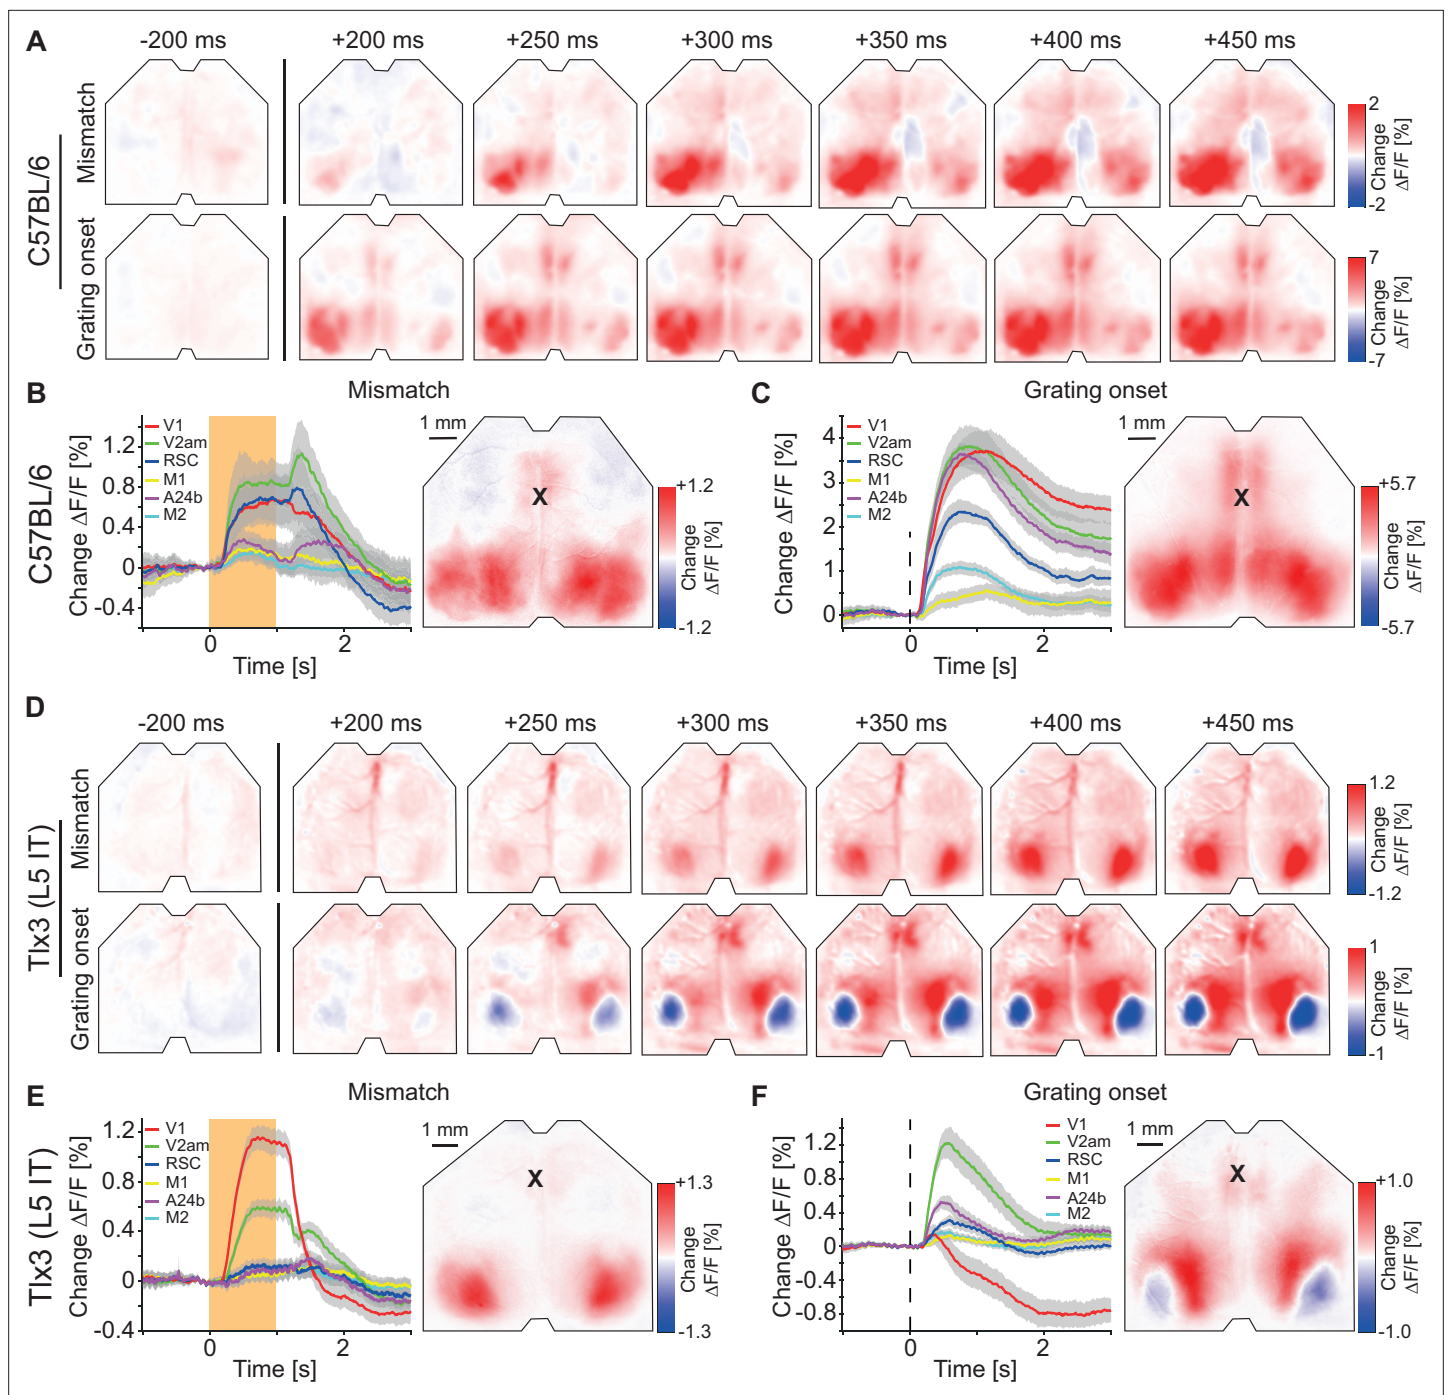 A
-200 ms
+200 ms
+250 ms
+300 ms
+350 ms
+400 ms
+450 ms
C57BL/6
Mismatch
2
Change
ΔF/F [%]
-2
Grating onset
7
Change
ΔF/F [%]
-7
B
Mismatch
C57BL/6
Change ΔF/F [%]
1.2
0.8
0.4
0
-0.4
V1
V2am
RSC
M1
A24b
M2
0
2
Time [s]
1 mm
X
+1.2
Change
ΔF/F [%]
-1.2
C
Grating onset
Change ΔF/F [%]
4
3
2
1
0
V1
V2am
RSC
M1
A24b
M2
0
2
Time [s]
1 mm
X
+5.7
Change
ΔF/F [%]
-5.7
D
-200 ms
+200 ms
+250 ms
+300 ms
+350 ms
+400 ms
+450 ms
Tlx3 (L5 IT)
Mismatch
1.2
Change
ΔF/F [%]
-1.2
Grating onset
1
Change
ΔF/F [%]
-1
E
Mismatch
Tlx3 (L5 IT)
Change ΔF/F [%]
1.2
0.8
0.4
0
-0.4
V1
V2am
RSC
M1
A24b
M2
0
2
Time [s]
1 mm
X
+1.3
Change
ΔF/F [%]
-1.3
F
Grating onset
Change ΔF/F [%]
1.2
0.8
0.4
0
-0.4
-0.8
V1
V2am
RSC
M1
A24b
M2
0
2
Time [s]
1 mm
X
+1.0
Change
ΔF/F [%]
-1.0